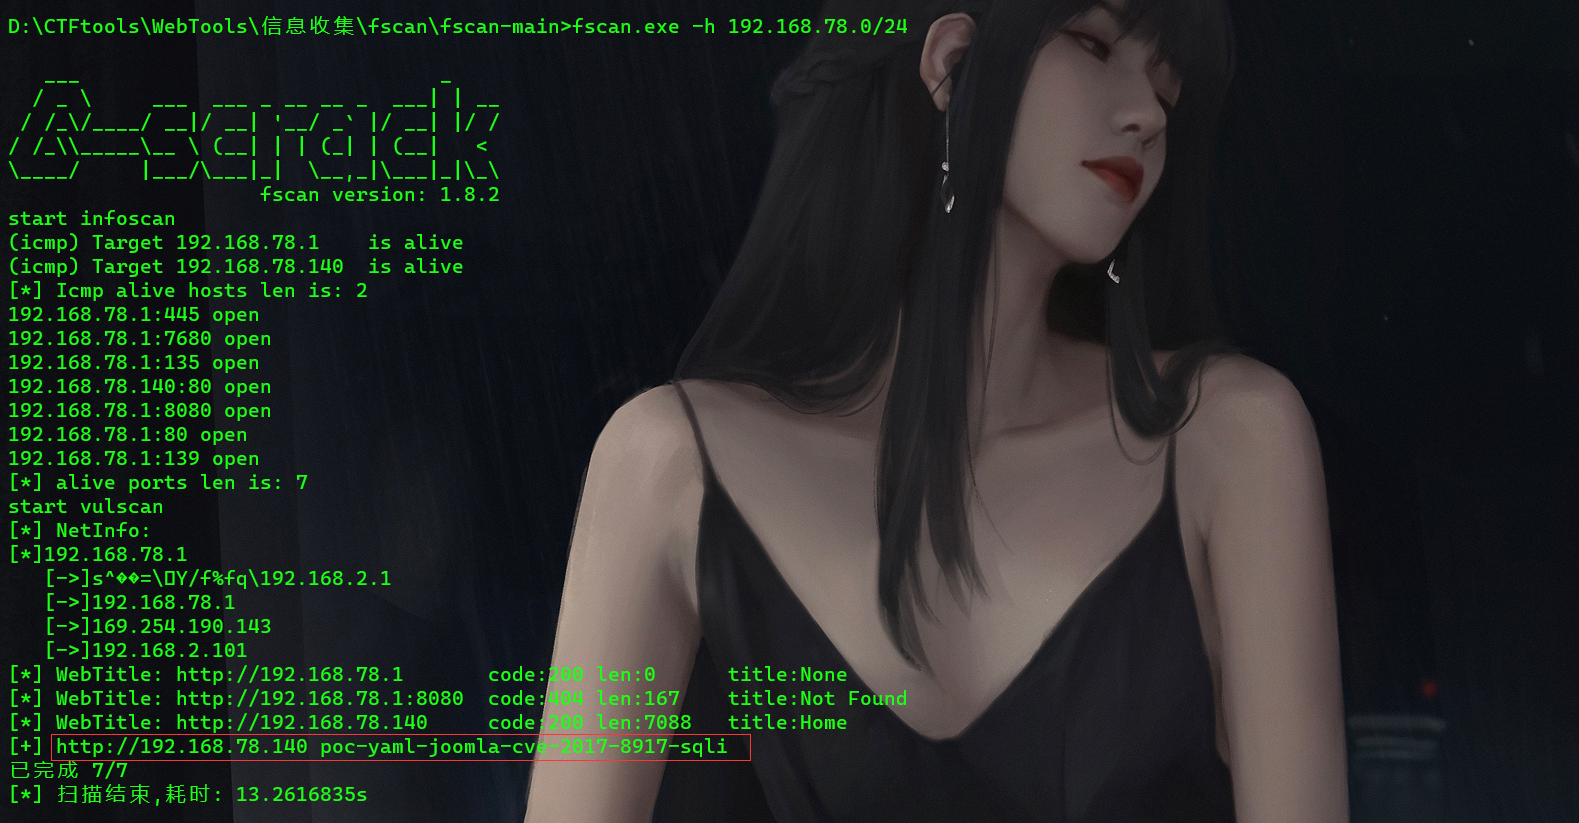 D:\CTFtools\WebTools\信息收集\fscan\fscan-main>fscan.exe -h 192.168.78.0/24
   ___                              _
  / _ \     ___  ___ _ __ __ _  ___| | __
 / /_\/____/ __|/ __| '__/ _` |/ __| |/ /
/ /_\\_____\__ \ (__| | | (_| | (__|   <
\____/     |___/\___|_|  \__,_|\___|_|\_\
                     fscan version: 1.8.2
start infoscan
(icmp) Target 192.168.78.1    is alive
(icmp) Target 192.168.78.140  is alive
[*] Icmp alive hosts len is: 2
192.168.78.1:445 open
192.168.78.1:7680 open
192.168.78.1:135 open
192.168.78.140:80 open
192.168.78.1:8080 open
192.168.78.1:80 open
192.168.78.1:139 open
[*] alive ports len is: 7
start vulscan
[*] NetInfo:
[*]192.168.78.1
   [->]s^��=\ロY/f%fq\192.168.2.1
   [->]192.168.78.1
   [->]169.254.190.143
   [->]192.168.2.101
[*] WebTitle: http://192.168.78.1       code:200 len:0      title:None
[*] WebTitle: http://192.168.78.1:8080  code:404 len:167    title:Not Found
[*] WebTitle: http://192.168.78.140     code:200 len:7088   title:Home
[+] http://192.168.78.140 poc-yaml-joomla-cve-2017-8917-sqli
已完成 7/7
[*] 扫描结束,耗时: 13.2616835s